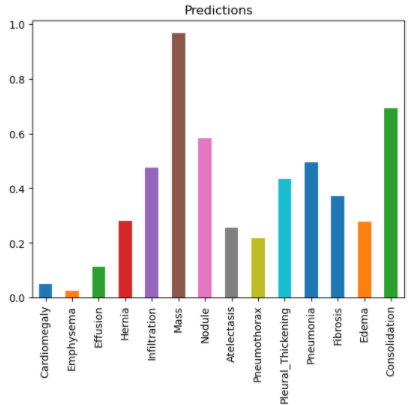 Predictions
1.0
0.8
0.6
0.4
0.2
0.0
Cardiomegaly
Emphysema
Effusion
Hernia
Infiltration
Mass
Nodule
Atelectasis
Pneumothorax
Pleural_Thickening
Pneumonia
Fibrosis
Edema
Consolidation